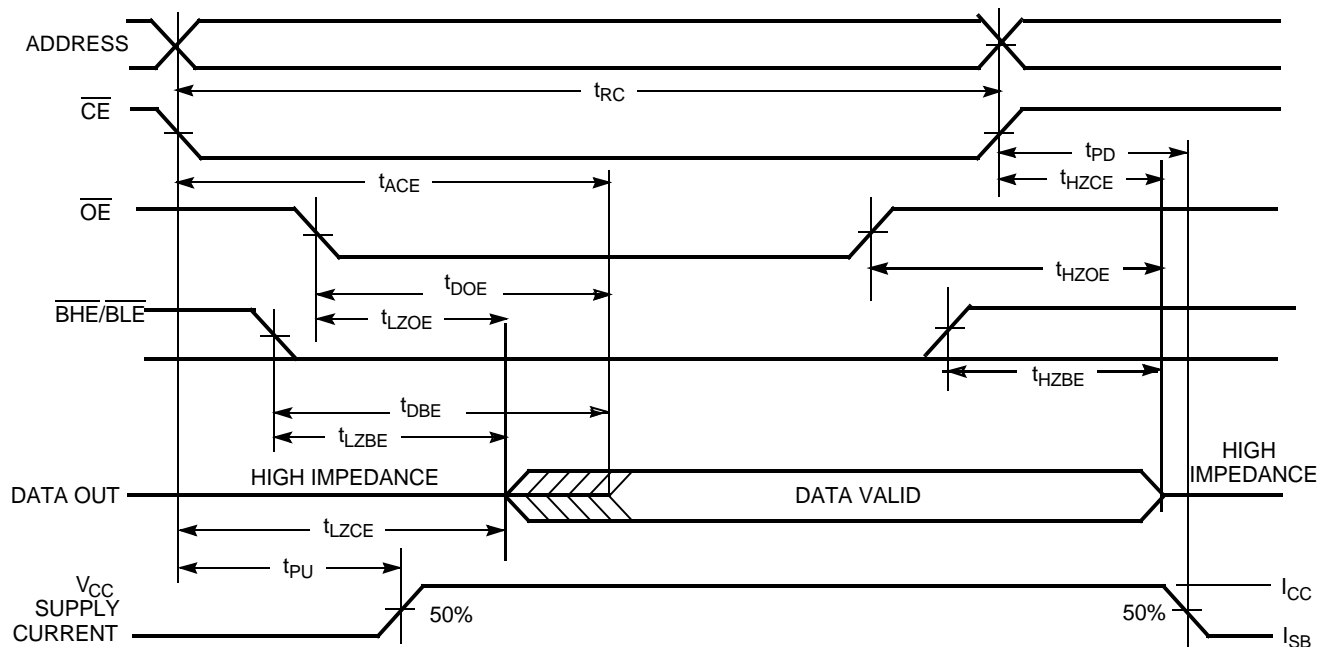 ADDRESS
tRC
CE
tPD
tACE
tHZCE
OE
tDOE
tHZOE
BHE/BLE
tLZOE
tHZBE
tDBE
tLZBE
HIGH IMPEDANCE
HIGH
IMPEDANCE
DATA OUT
DATA VALID
tLZCE
tPU
VCC
SUPPLY
CURRENT
50%
50%
ICC
ISB